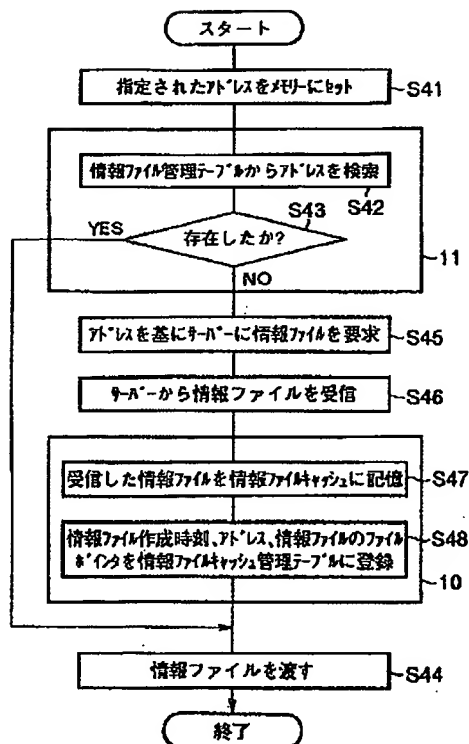 スタート
指定されたアドレスをメモリーにセット
S41
情報ファイル管理テーブルからアドレスを検索
S42
S43
存在したか?
YES
NO
11
アドレスを基にサーバーに情報ファイルを要求
S45
サーバーから情報ファイルを受信
S46
受信した情報ファイルを情報ファイルキャッシュに記憶
S47
情報ファイル作成時刻、アドレス、情報ファイルのファイル
ポインタを情報ファイルキャッシュ管理テーブルに登録
S48
10
情報ファイルを渡す
S44
終了